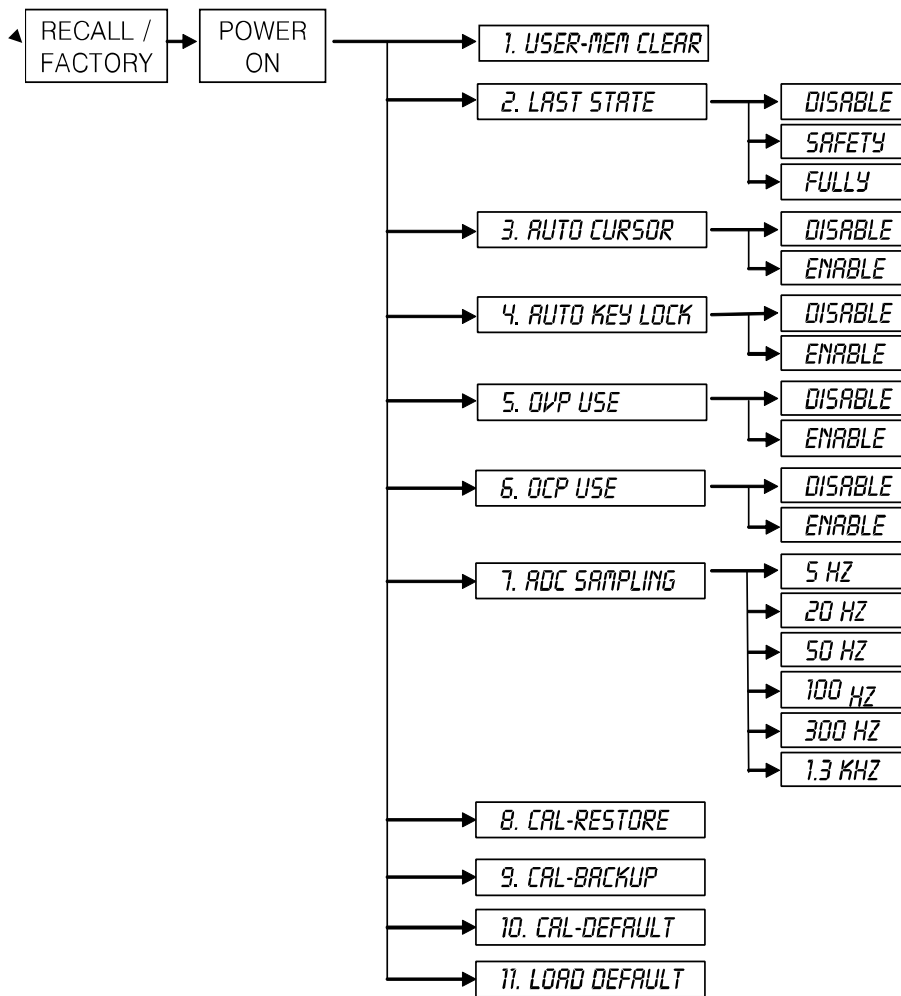 RECALL /
FACTORY
POWER
ON
1. USER-MEM CLEAR
2. LAST STATE
DISABLE
SAFETY
FULLY
3. AUTO CURSOR
DISABLE
ENABLE
4. AUTO KEY LOCK
DISABLE
ENABLE
5. OVP USE
DISABLE
ENABLE
6. OCP USE
DISABLE
ENABLE
7. ADC SAMPLING
5 HZ
20 HZ
50 HZ
100 HZ
300 HZ
1.3 KHZ
8. CAL-RESTORE
9. CAL-BACKUP
10. CAL-DEFAULT
11. LOAD DEFAULT